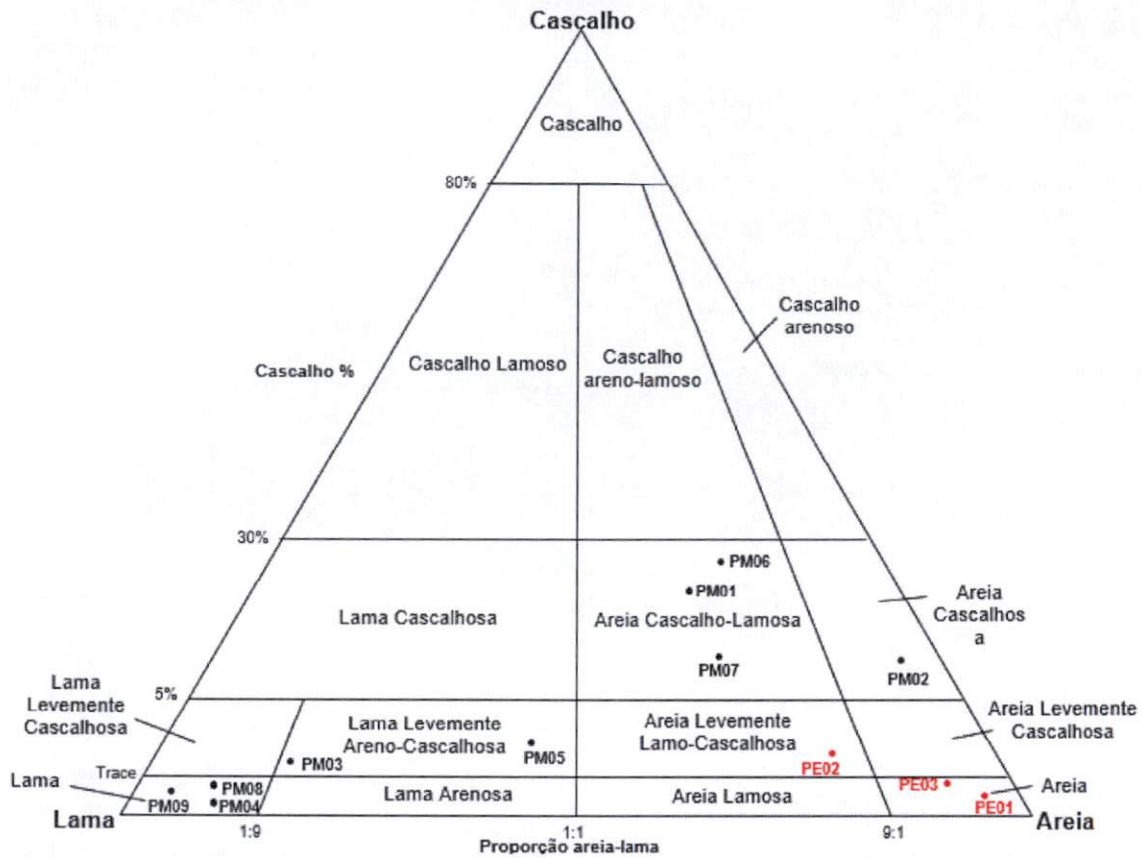 Cascalho
Cascalho
80%
Cascalho
arenoso
Cascalho %
Cascalho Lamoso
Cascalho
areno-lamoso
30%
PM06
PM01
Areia
Cascalhos
a
Lama Cascalhosa
Areia Cascalho-Lamosa
PM07
PM02
Lama
Levemente
Cascalhosa
5%
Lama Levemente
Areno-Cascalhosa
Areia Levemente
Lamo-Cascalhosa
Areia Levemente
Cascalhosa
PM05
PM03
PE02
Trace
Lama
PM08
PM09
PM04
Lama Arenosa
Areia Lamosa
PE03
PE01
Areia
Lama
Areia
1:9
1:1
9:1
Proporção areia-lama